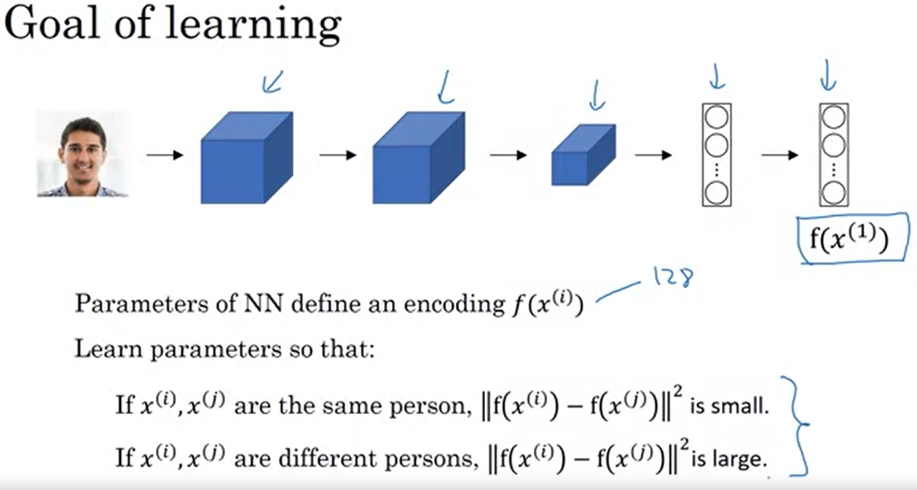 Goal of learning
f(x⁽¹⁾)
128
Parameters of NN define an encoding f(x⁽ⁱ⁾)
Learn parameters so that:
If x⁽ⁱ⁾, x⁽ʲ⁾ are the same person, ‖f(x⁽ⁱ⁾) − f(x⁽ʲ⁾)‖² is small.
If x⁽ⁱ⁾, x⁽ʲ⁾ are different persons, ‖f(x⁽ⁱ⁾) − f(x⁽ʲ⁾)‖² is large.